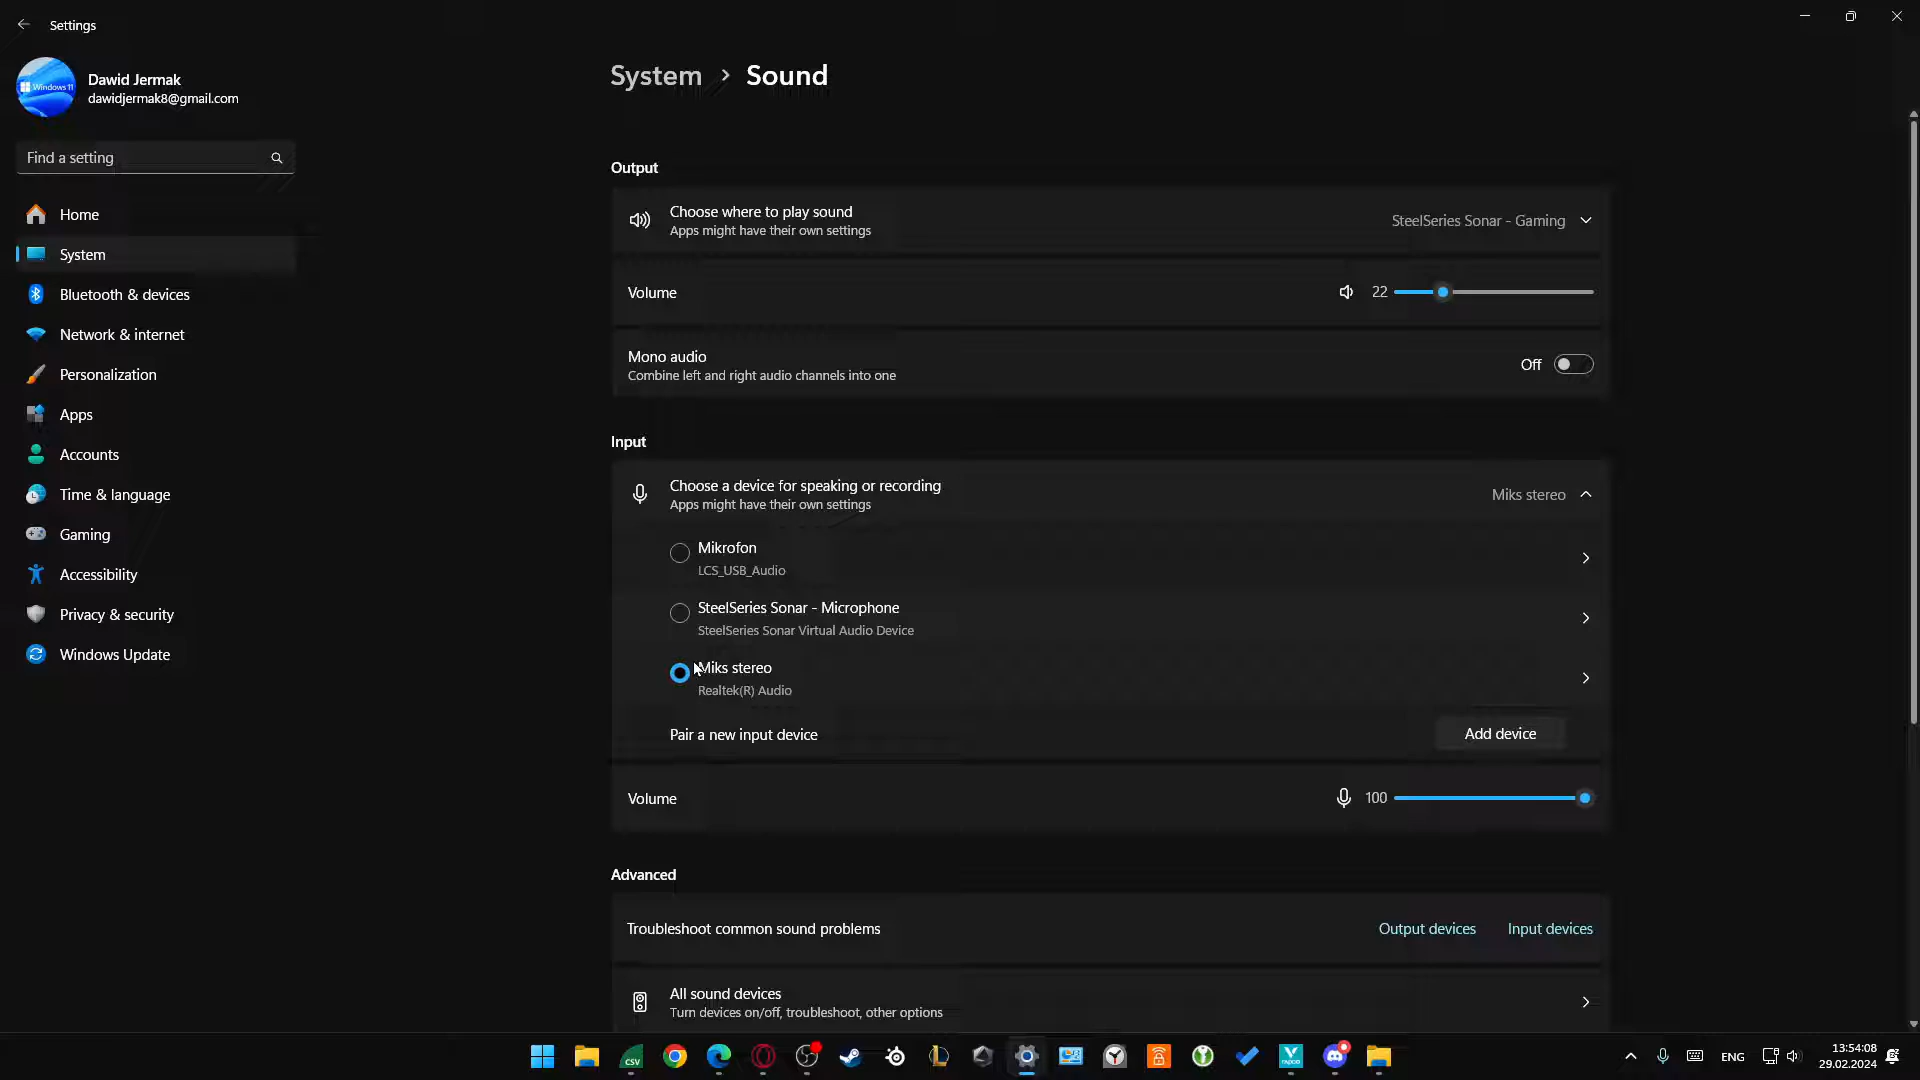 Settings
Dawid Jermak
dawidjermak8@gmail.com
Windows 11
Find a setting
Home
System
Bluetooth & devices
Network & internet
Personalization
Apps
Accounts
Time & language
Gaming
Accessibility
Privacy & security
Windows Update
System > Sound
Output
Choose where to play sound
Apps might have their own settings
SteelSeries Sonar - Gaming
Volume
22
Mono audio
Combine left and right audio channels into one
Off
Input
Choose a device for speaking or recording
Apps might have their own settings
Miks stereo
Mikrofon
LCS_USB_Audio
SteelSeries Sonar - Microphone
SteelSeries Sonar Virtual Audio Device
Miks stereo
Realtek(R) Audio
Pair a new input device
Add device
Volume
100
Advanced
Troubleshoot common sound problems
Output devices
Input devices
All sound devices
Turn devices on/off, troubleshoot, other options
CSV
ENG
13:54:08
29.02.2024